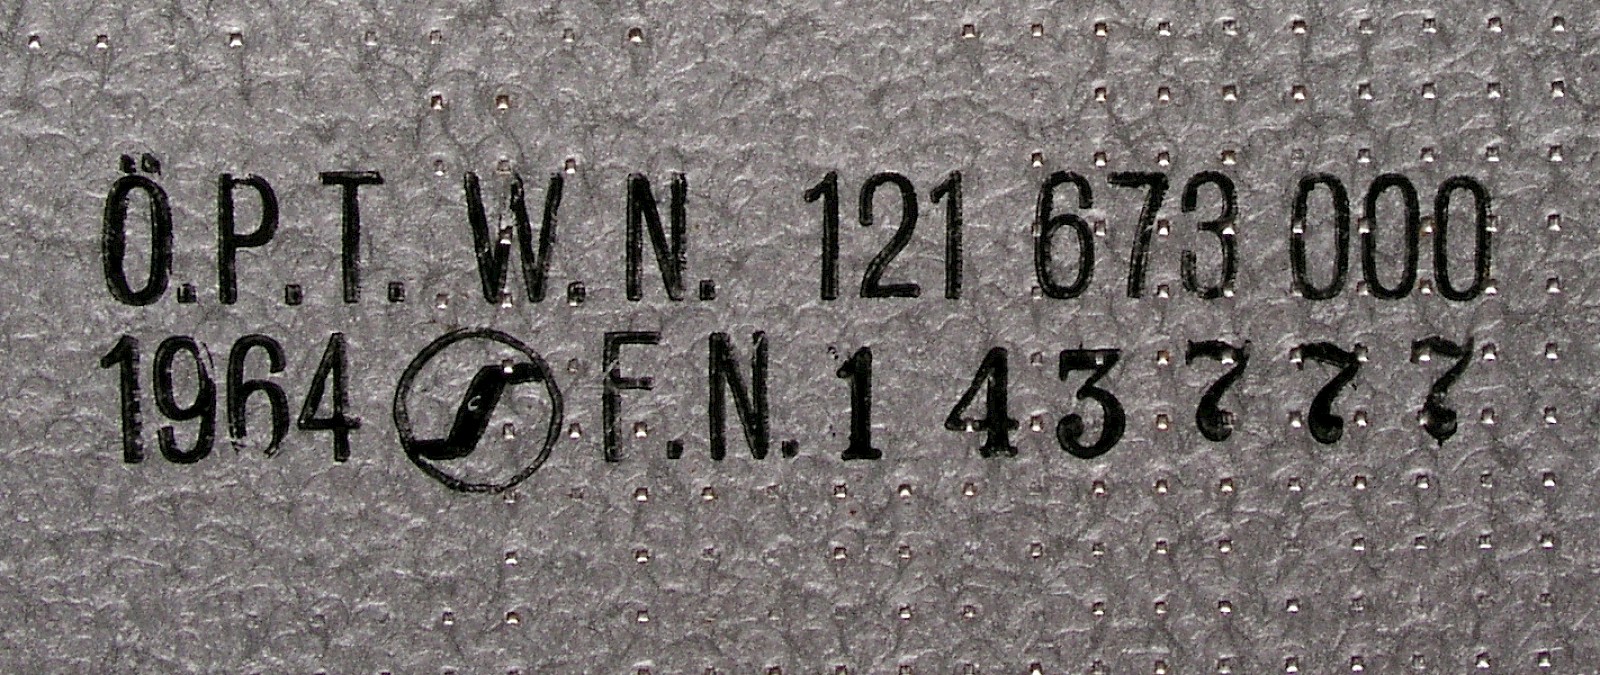 Ö.P.T. W.N. 121 673 000
1964 F.N. 1 43777